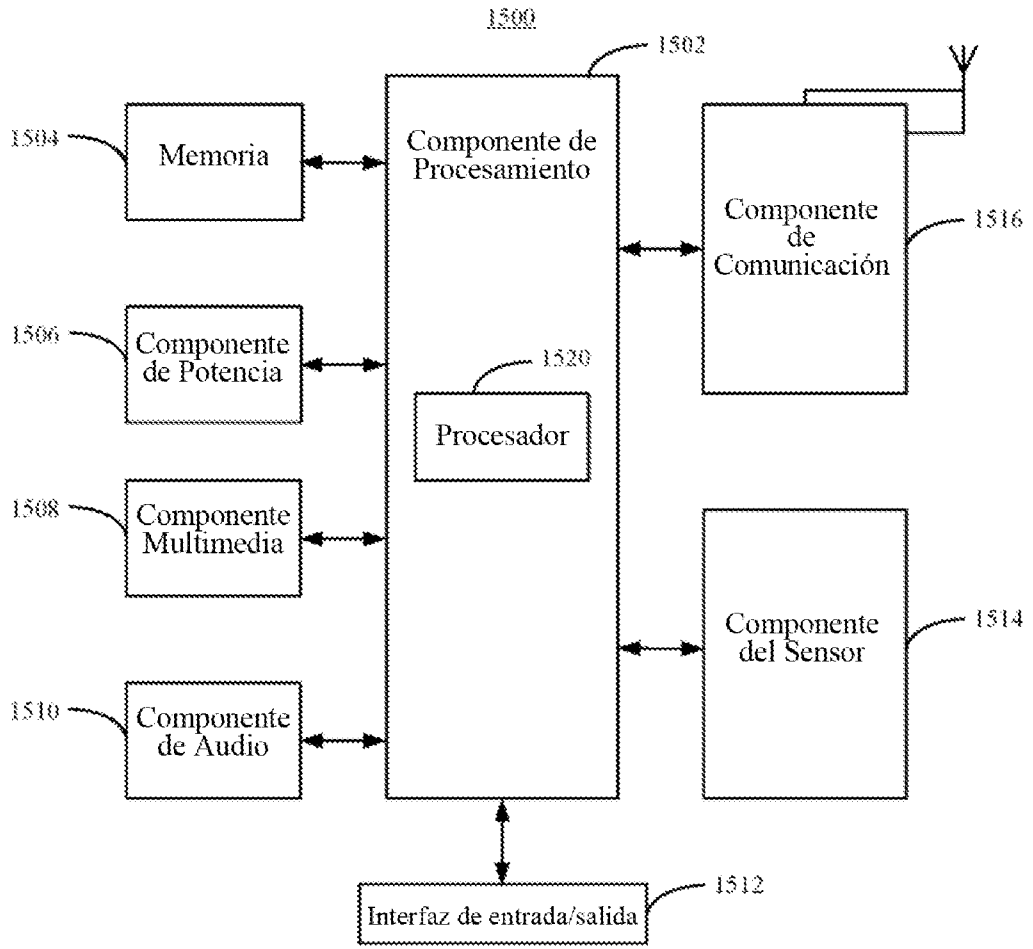 1500
1502
1504
Memoria
Componente de
Procesamiento
Componente
de
Comunicación
1516
1506
Componente
de Potencia
1520
Procesador
1508
Componente
Multimedia
Componente
del Sensor
1514
1510
Componente
de Audio
1512
Interfaz de entrada/salida